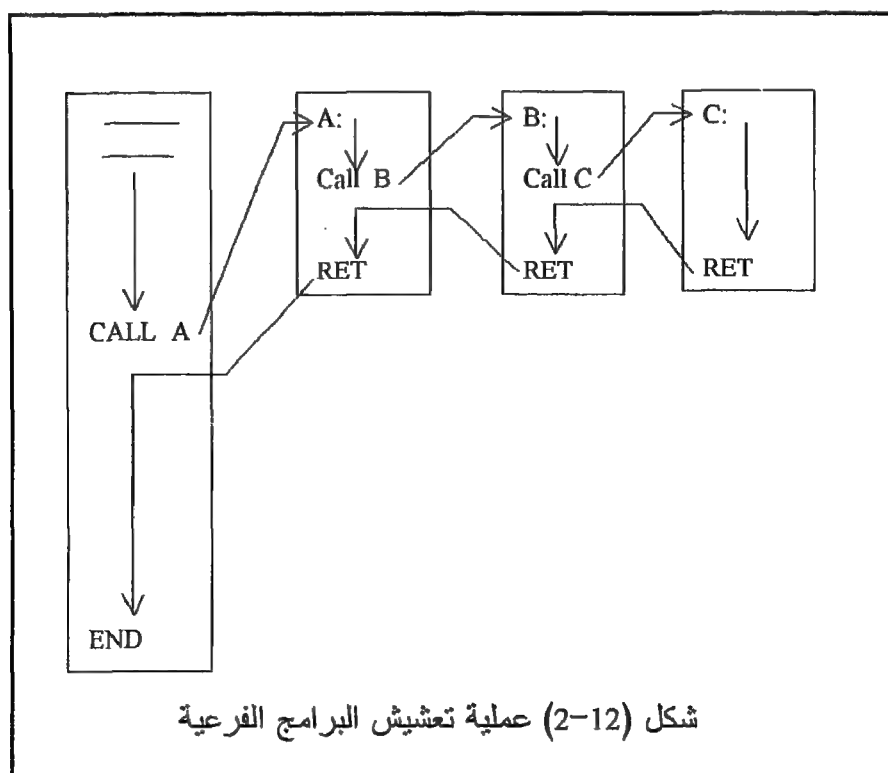 A:
B:
C:
Call B
Call C
RET
RET
RET
CALL A
END
شكل (12-2) عملية تعشيش البرامج الفرعية